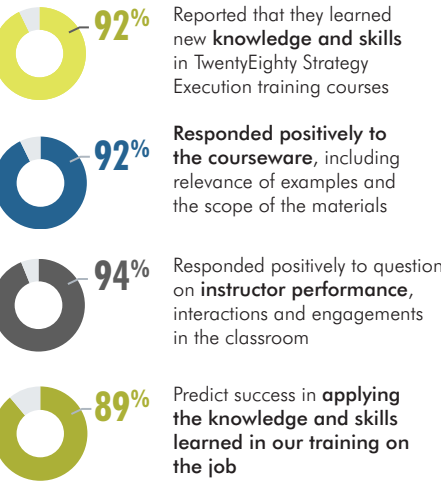 92%
Reported that they learned
new knowledge and skills
in TwentyEighty Strategy
Execution training courses
92%
Responded positively to
the courseware, including
relevance of examples and
the scope of the materials
94%
Responded positively to question
on instructor performance,
interactions and engagements
in the classroom
89%
Predict success in applying
the knowledge and skills
learned in our training on
the job